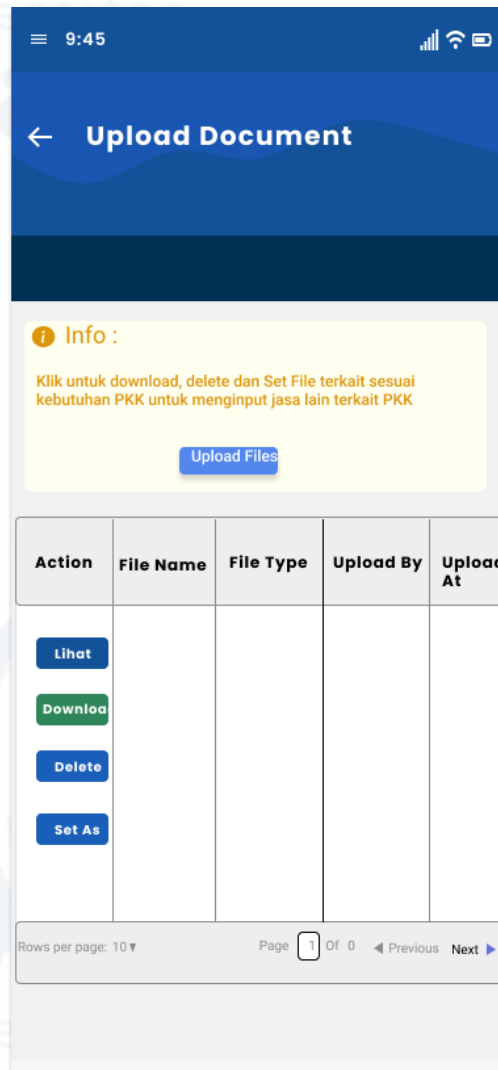 9:45
Upload Document
Info :
Klik untuk download, delete dan Set File terkait sesuai
kebutuhan PKK untuk menginput jasa lain terkait PKK
Upload Files
Action File Name File Type Upload By Upload
At
Lihat
Downloa
Delete
Set As
Rows per page: 10▼ Page 1 Of 0 ◀ Previous Next ▶